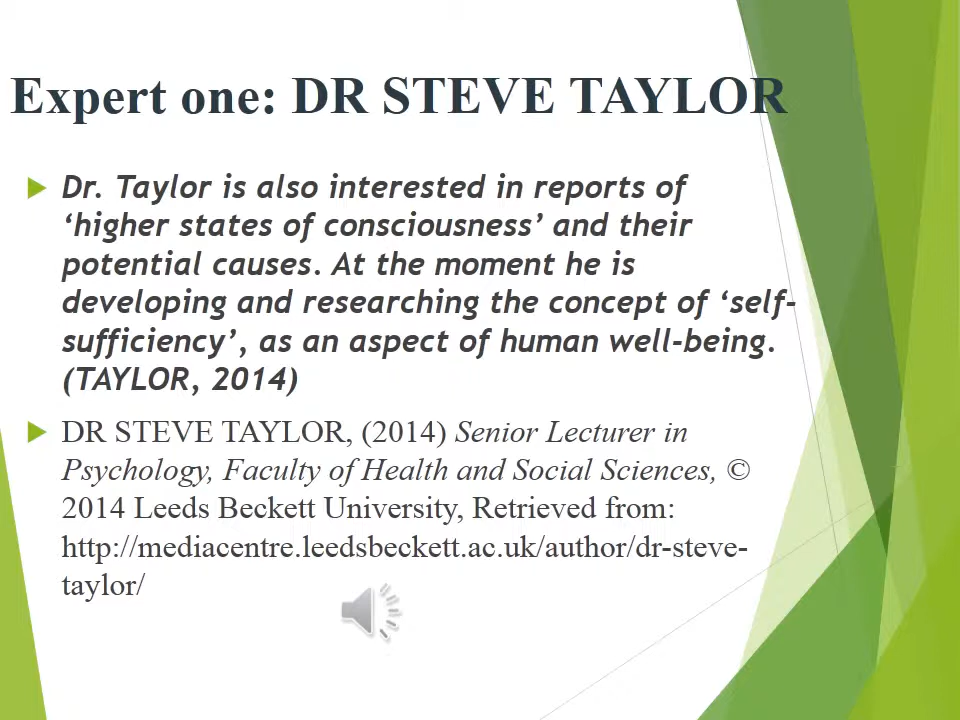 Expert one: DR STEVE TAYLOR
Dr. Taylor is also interested in reports of
‘higher states of consciousness’ and their
potential causes. At the moment he is
developing and researching the concept of ‘self-
sufficiency’, as an aspect of human well-being.
(TAYLOR, 2014)
DR STEVE TAYLOR, (2014) Senior Lecturer in
Psychology, Faculty of Health and Social Sciences, ©
2014 Leeds Beckett University, Retrieved from:
http://mediacentre.leedsbeckett.ac.uk/author/dr-steve-
taylor/